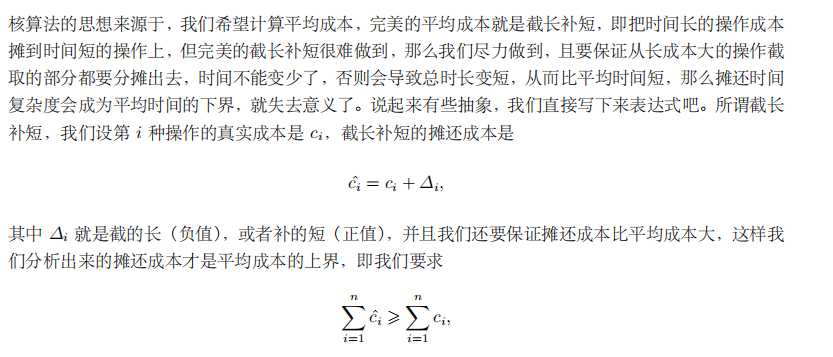 核算法的思想来源于，我们希望计算平均成本，完美的平均成本就是截长补短，即把时间长的操作成本
摊到时间短的操作上，但完美的截长补短很难做到，那么我们尽力做到，且要保证从长成本大的操作截
取的部分都要分摊出去，时间不能变少了，否则会导致总时长变短，从而比平均时间短，那么摊还时间
复杂度会成为平均时间的下界，就失去意义了。说起来有些抽象，我们直接写下来表达式吧。所谓截长
补短，我们设第 i 种操作的真实成本是 cᵢ，截长补短的摊还成本是
ĉᵢ = cᵢ + Δᵢ,
其中 Δᵢ 就是截的长（负值），或者补的短（正值），并且我们还要保证摊还成本比平均成本大，这样我
们分析出来的摊还成本才是平均成本的上界，即我们要求
∑_{i=1}^{n} ĉᵢ ⩾ ∑_{i=1}^{n} cᵢ,